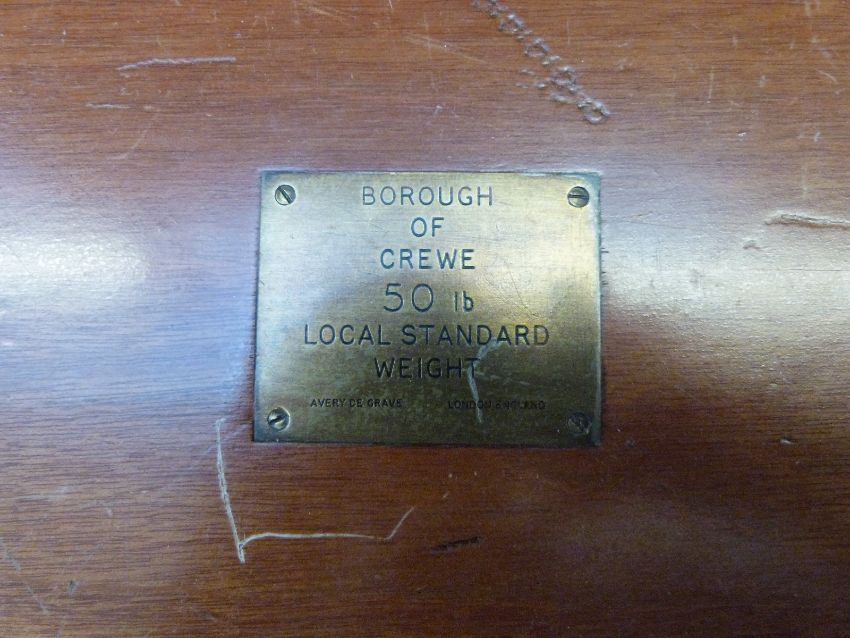 BOROUGH
OF
CREWE
50 lb
LOCAL STANDARD
WEIGHT
AVERY DE GRAVE LONDON ENGLAND